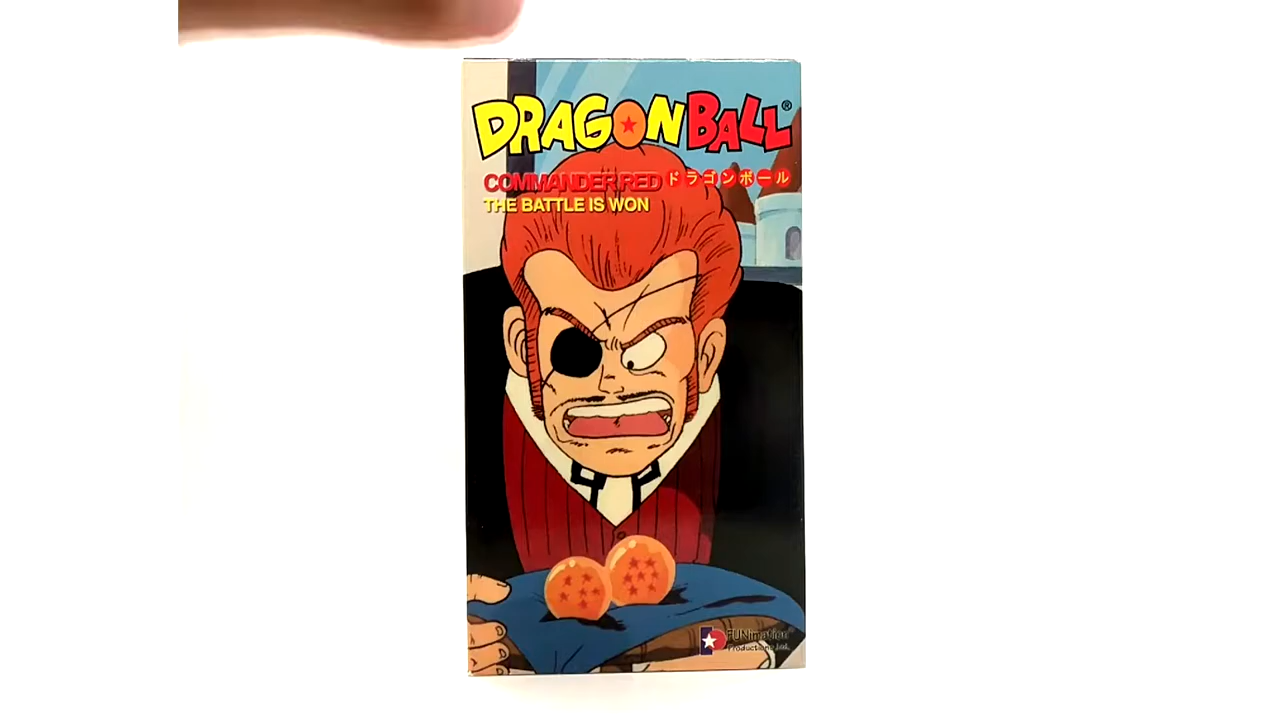 DRAGONBALL®
COMMANDER RED ドラゴンボール
THE BATTLE IS WON
FUNimation®
Productions, Ltd.